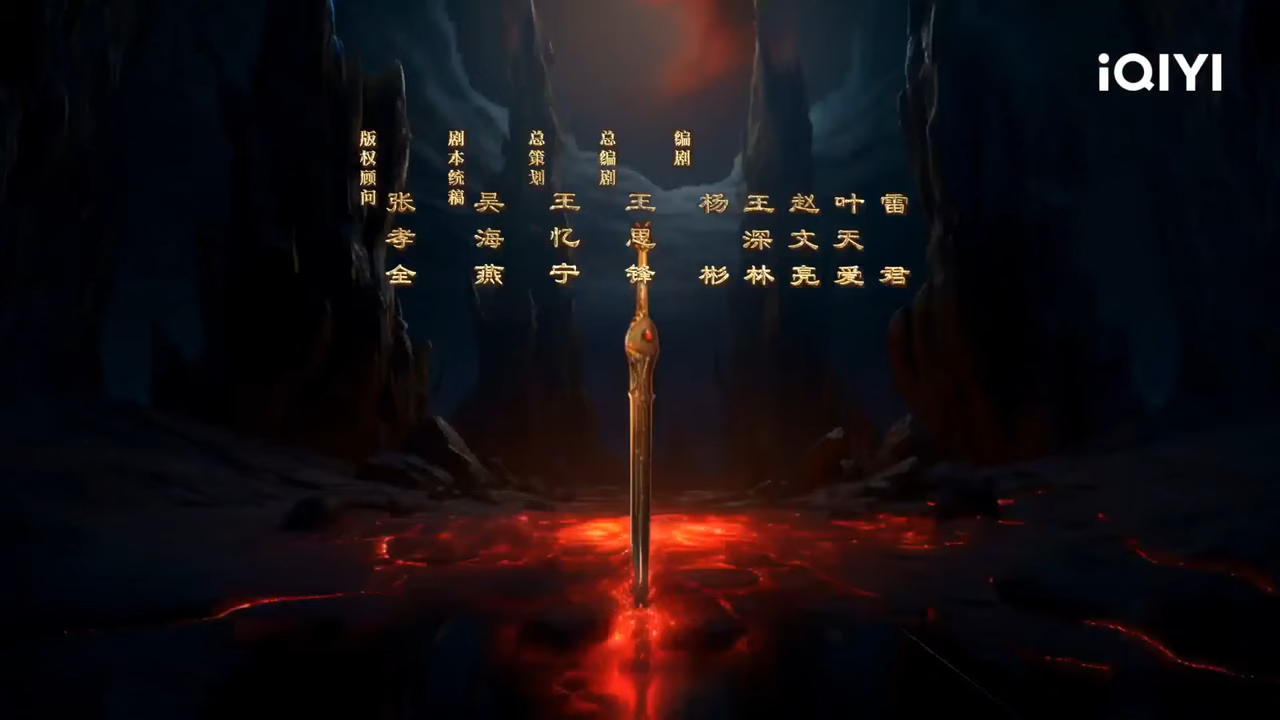 iQIYI
版权顾问
张孝全
剧本统稿
吴海燕
总策划
王忆宁
总编剧
王思锋
编剧
杨彬
王深林
赵文亮
叶天爱
雷君